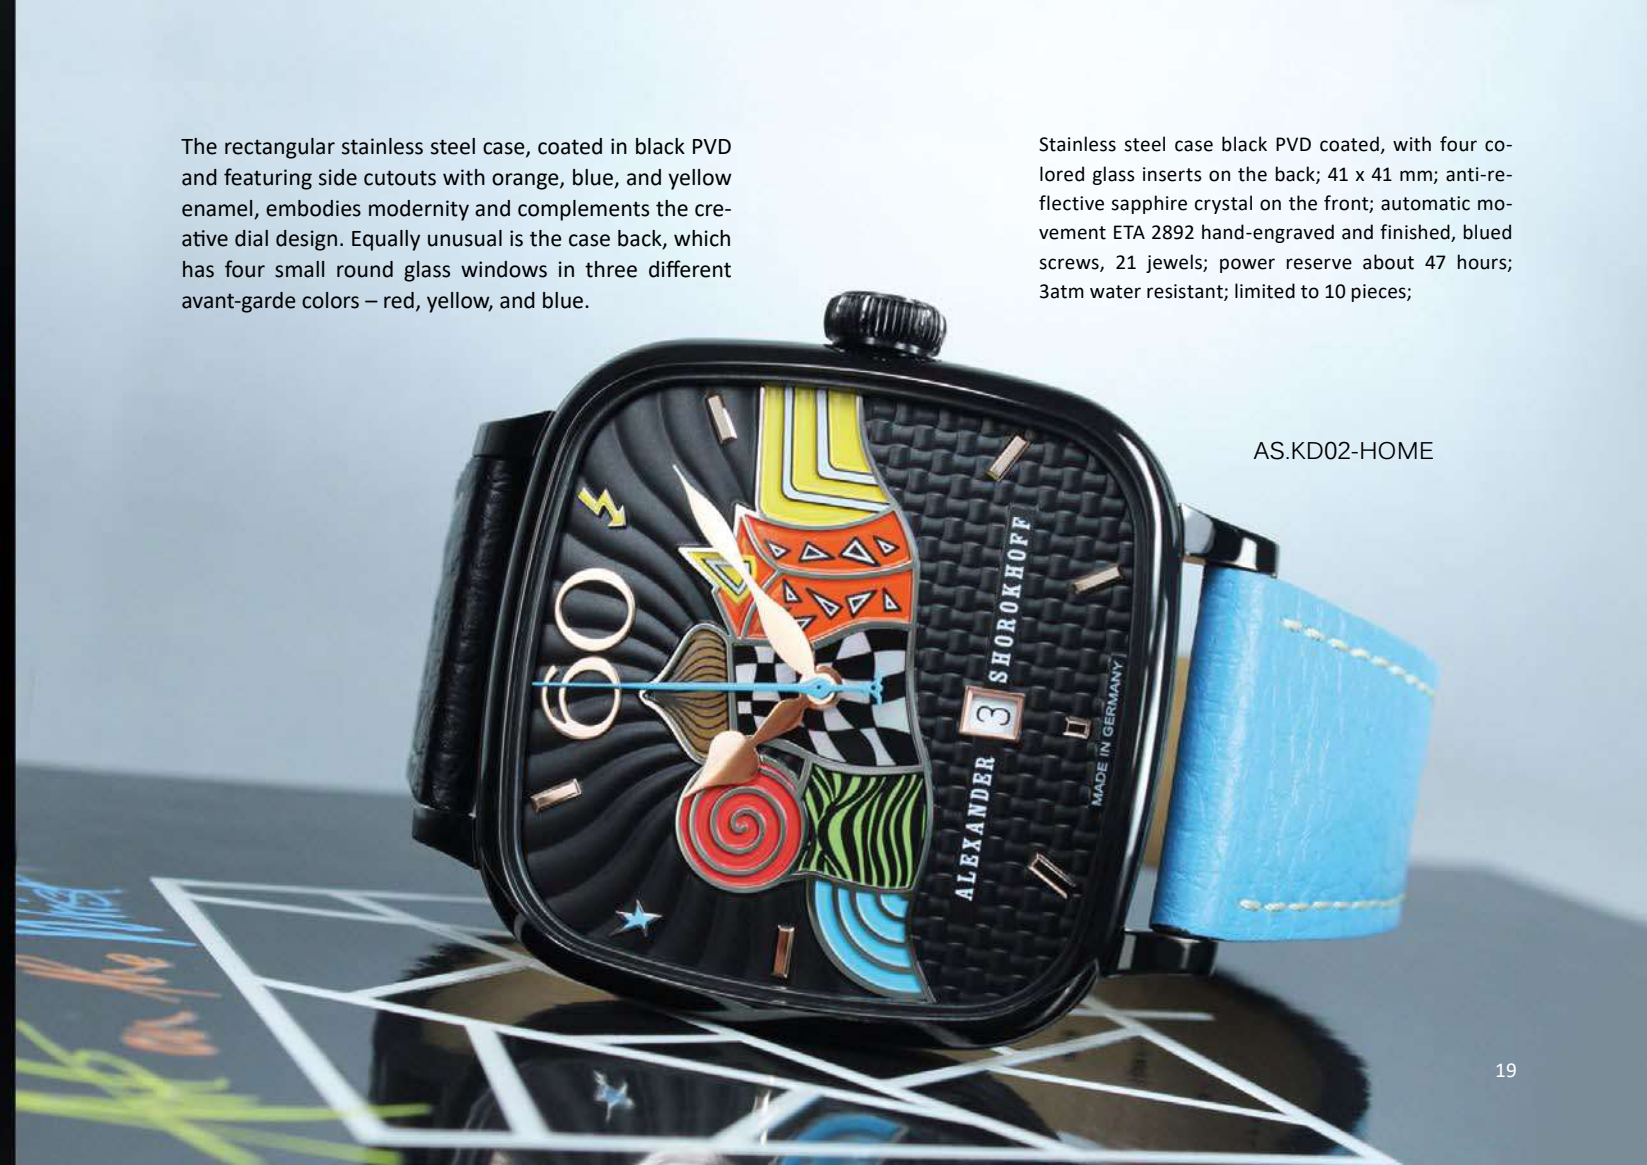 The rectangular stainless steel case, coated in black PVD
and featuring side cutouts with orange, blue, and yellow
enamel, embodies modernity and complements the cre-
ative dial design. Equally unusual is the case back, which
has four small round glass windows in three different
avant-garde colors – red, yellow, and blue.
Stainless steel case black PVD coated, with four co-
lored glass inserts on the back; 41 x 41 mm; anti-re-
flective sapphire crystal on the front; automatic mo-
vement ETA 2892 hand-engraved and finished, blued
screws, 21 jewels; power reserve about 47 hours;
3atm water resistant; limited to 10 pieces;
AS.KD02-HOME
60
ALEXANDER SHOROKHOFF
3
MADE IN GERMANY
19